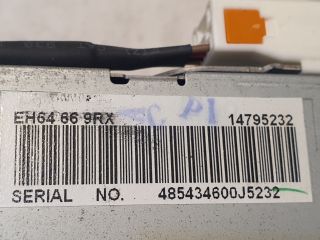 EH64 66 9RX 14795232
SERIAL NO. 485434600J5232